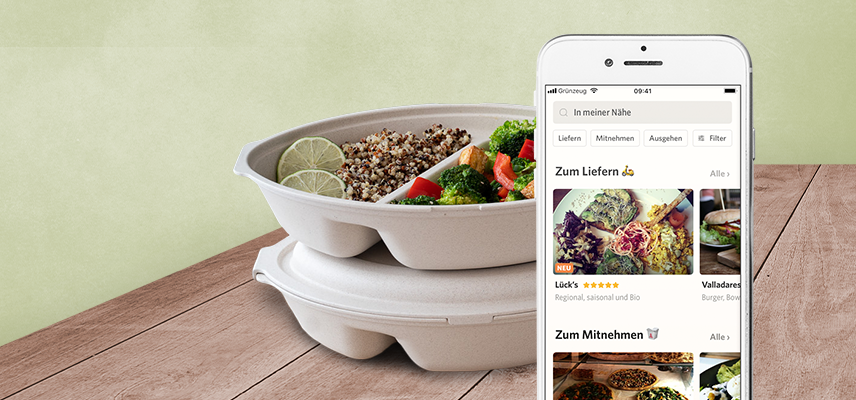 Grünzeug 09:41
In meiner Nähe
Liefern Mitnehmen Ausgehen Filter
Zum Liefern Alle ›
NEU
Lück's Valladares
Regional, saisonal und Bio Burger, Bow
Zum Mitnehmen Alle ›